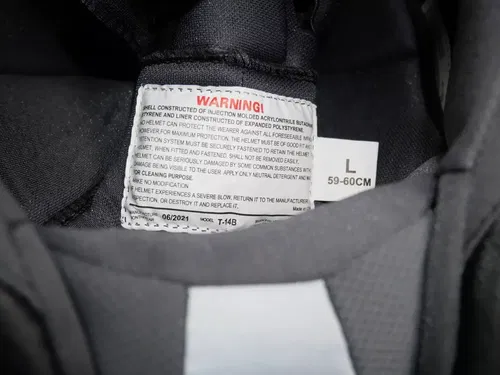 WARNING!
SHELL CONSTRUCTED OF INJECTION MOLDED ACRYLONITRILE BUTAD
STYRENE AND LINER CONSTRUCTED OF EXPANDED POLYSTYRENE
NO HELMET CAN PROTECT THE WEARER AGAINST ALL FORESEEABLE IMPA
HOWEVER FOR MAXIMUM PROTECTION. THE HELMET MUST BE OF GOOD FIT AN
SYSTEM MUST BE SECURELY FASTENED TO RETAIN THE HELMET
HELMET. WHEN FITTED AND FASTENED. SHALL NOT BE REMOVED EASILY.
HELMET CAN BE SERIOUSLY DAMAGED BY SOME COMMON SUBSTANCES WITH
DAMAGE BEING VISIBLE TO THE USER. APPLY ONLY NEUTRAL DETERGENT AND
FOR CLEANING PURPOSE.
MAKE NO MODIFICATION
HELMET EXPERIENCES A SEVERE BLOW, RETURN IT TO THE MANUFACTURER
INSPECTION, OR DESTROY IT AND REPLACE IT.
Made in
06/2021 MODEL T-14B
L
59-60CM